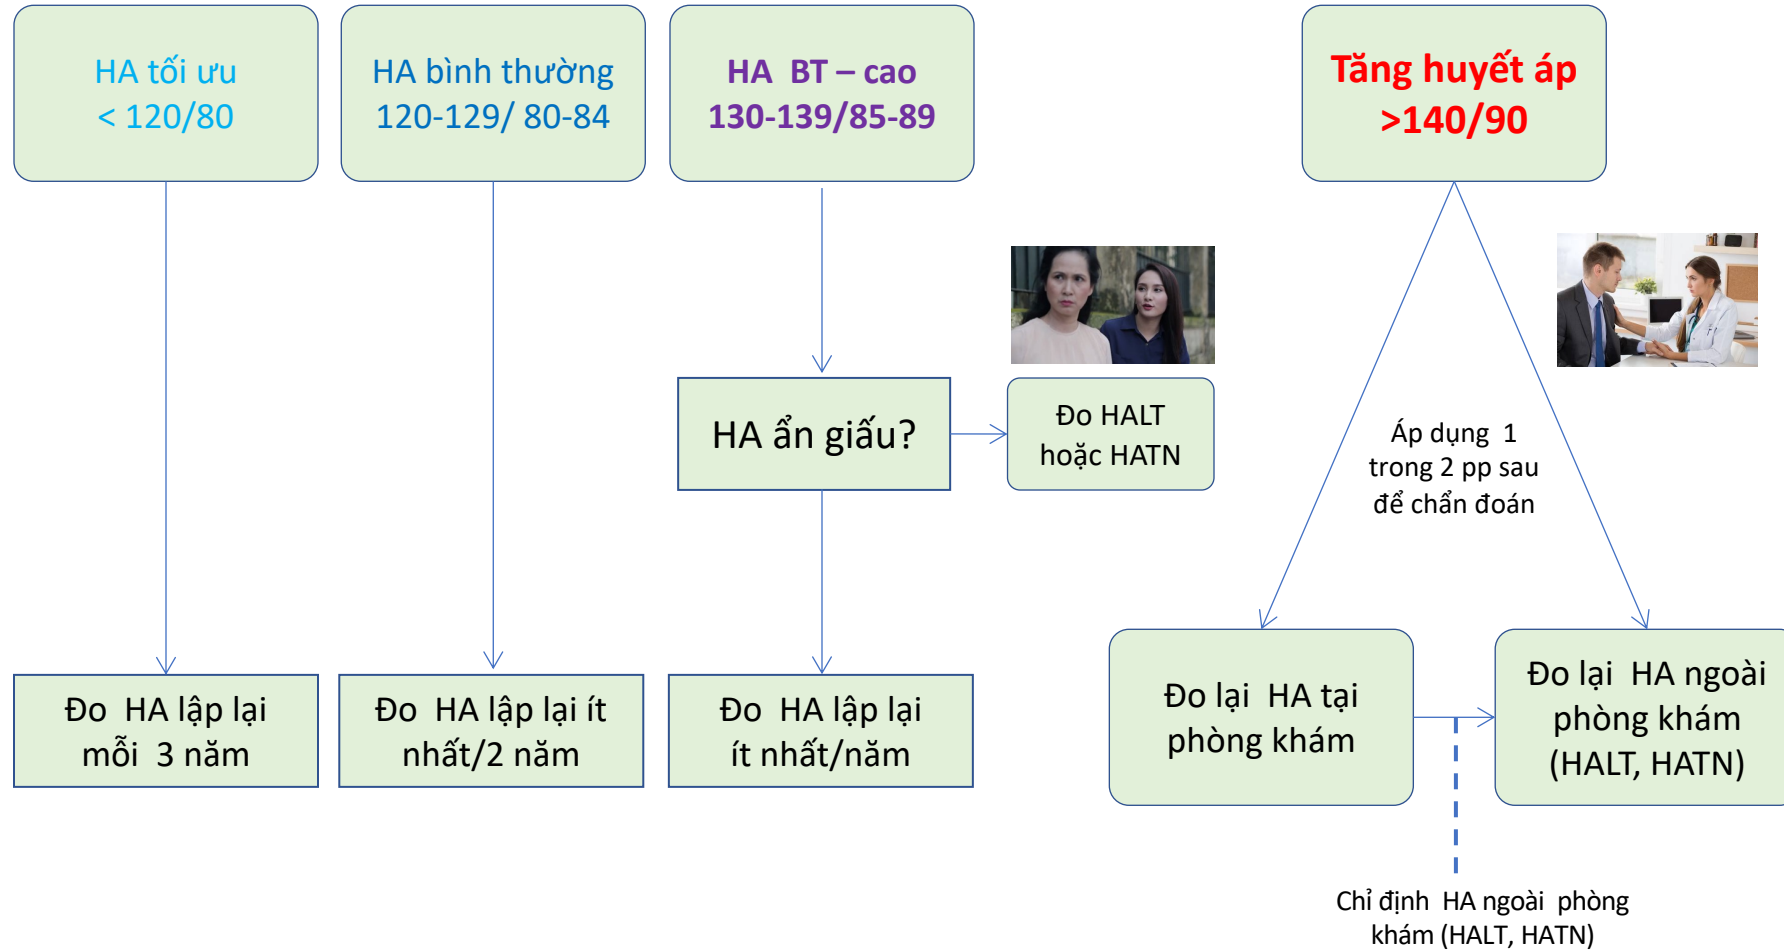 HA tối ưu
< 120/80
HA bình thường
120-129/ 80-84
HA BT – cao
130-139/85-89
Tăng huyết áp
>140/90
HA ẩn giấu?
Đo HALT
hoặc HATN
Áp dụng 1
trong 2 pp sau
để chẩn đoán
Đo HA lập lại
mỗi 3 năm
Đo HA lập lại ít
nhất/2 năm
Đo HA lập lại
ít nhất/năm
Đo lại HA tại
phòng khám
Đo lại HA ngoài
phòng khám
(HALT, HATN)
Chỉ định HA ngoài phòng
khám (HALT, HATN)